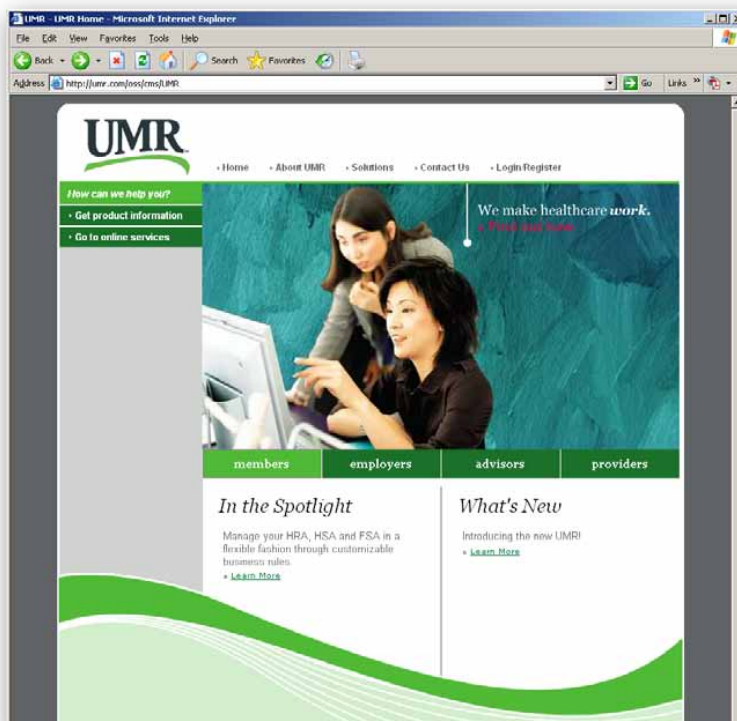 UMR - UMR Home - Microsoft Internet Explorer
File Edit View Favorites Tools Help
Back Search Favorites
Address http://umr.com/oss/cms/UMR Go Links »
UMR
Home About UMR Solutions Contact Us Login/Register
How can we help you?
Get product information
Go to online services
We make healthcare work.
» Find out how
members employers advisors providers
In the Spotlight
Manage your HRA, HSA and FSA in a
flexible fashion through customizable
business rules.
» Learn More
What's New
Introducing the new UMR!
» Learn More